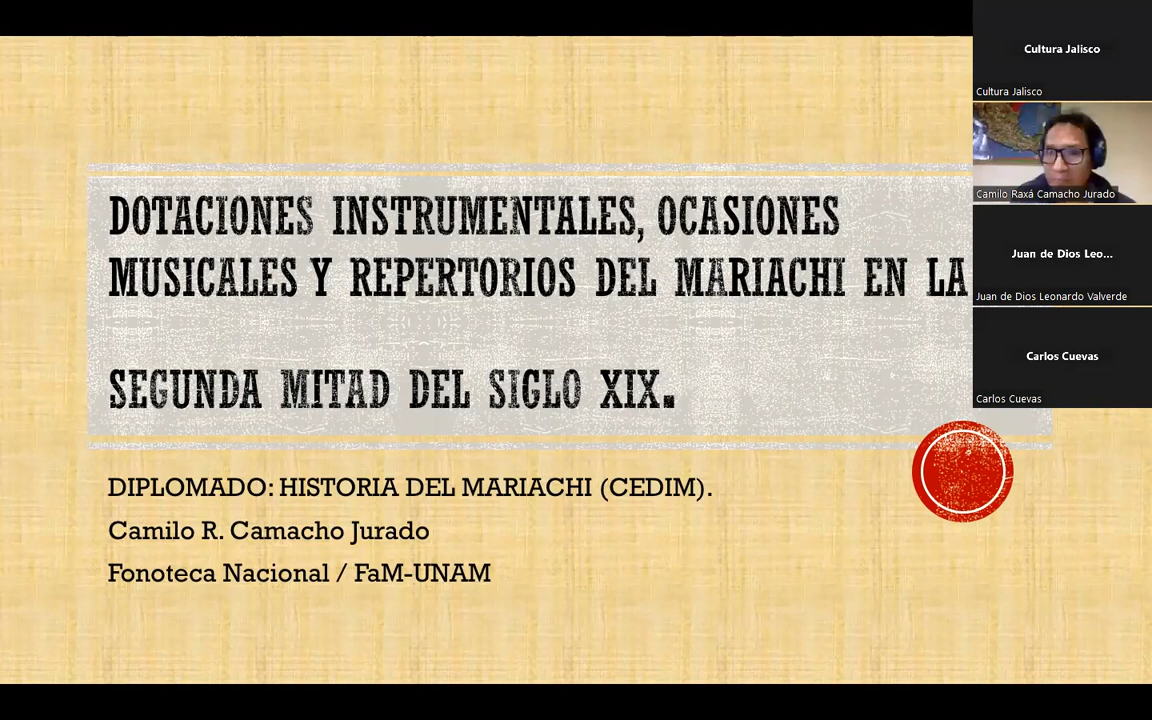 DOTACIONES INSTRUMENTALES, OCASIONES
MUSICALES Y REPERTORIOS DEL MARIACHI EN LA
SEGUNDA MITAD DEL SIGLO XIX.
DIPLOMADO: HISTORIA DEL MARIACHI (CEDIM).
Camilo R. Camacho Jurado
Fonoteca Nacional / FaM-UNAM
Cultura Jalisco
Cultura Jalisco
Camilo Raxá Camacho Jurado
Juan de Dios Leo...
Juan de Dios Leonardo Valverde
Carlos Cuevas
Carlos Cuevas